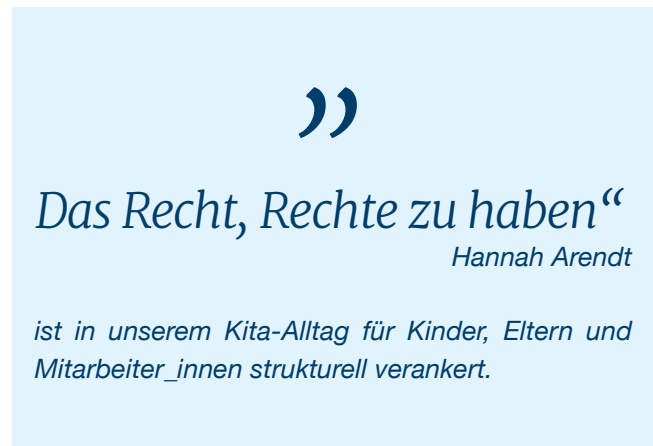 ”
Das Recht, Rechte zu haben“
Hannah Arendt
ist in unserem Kita-Alltag für Kinder, Eltern und
Mitarbeiter_innen strukturell verankert.